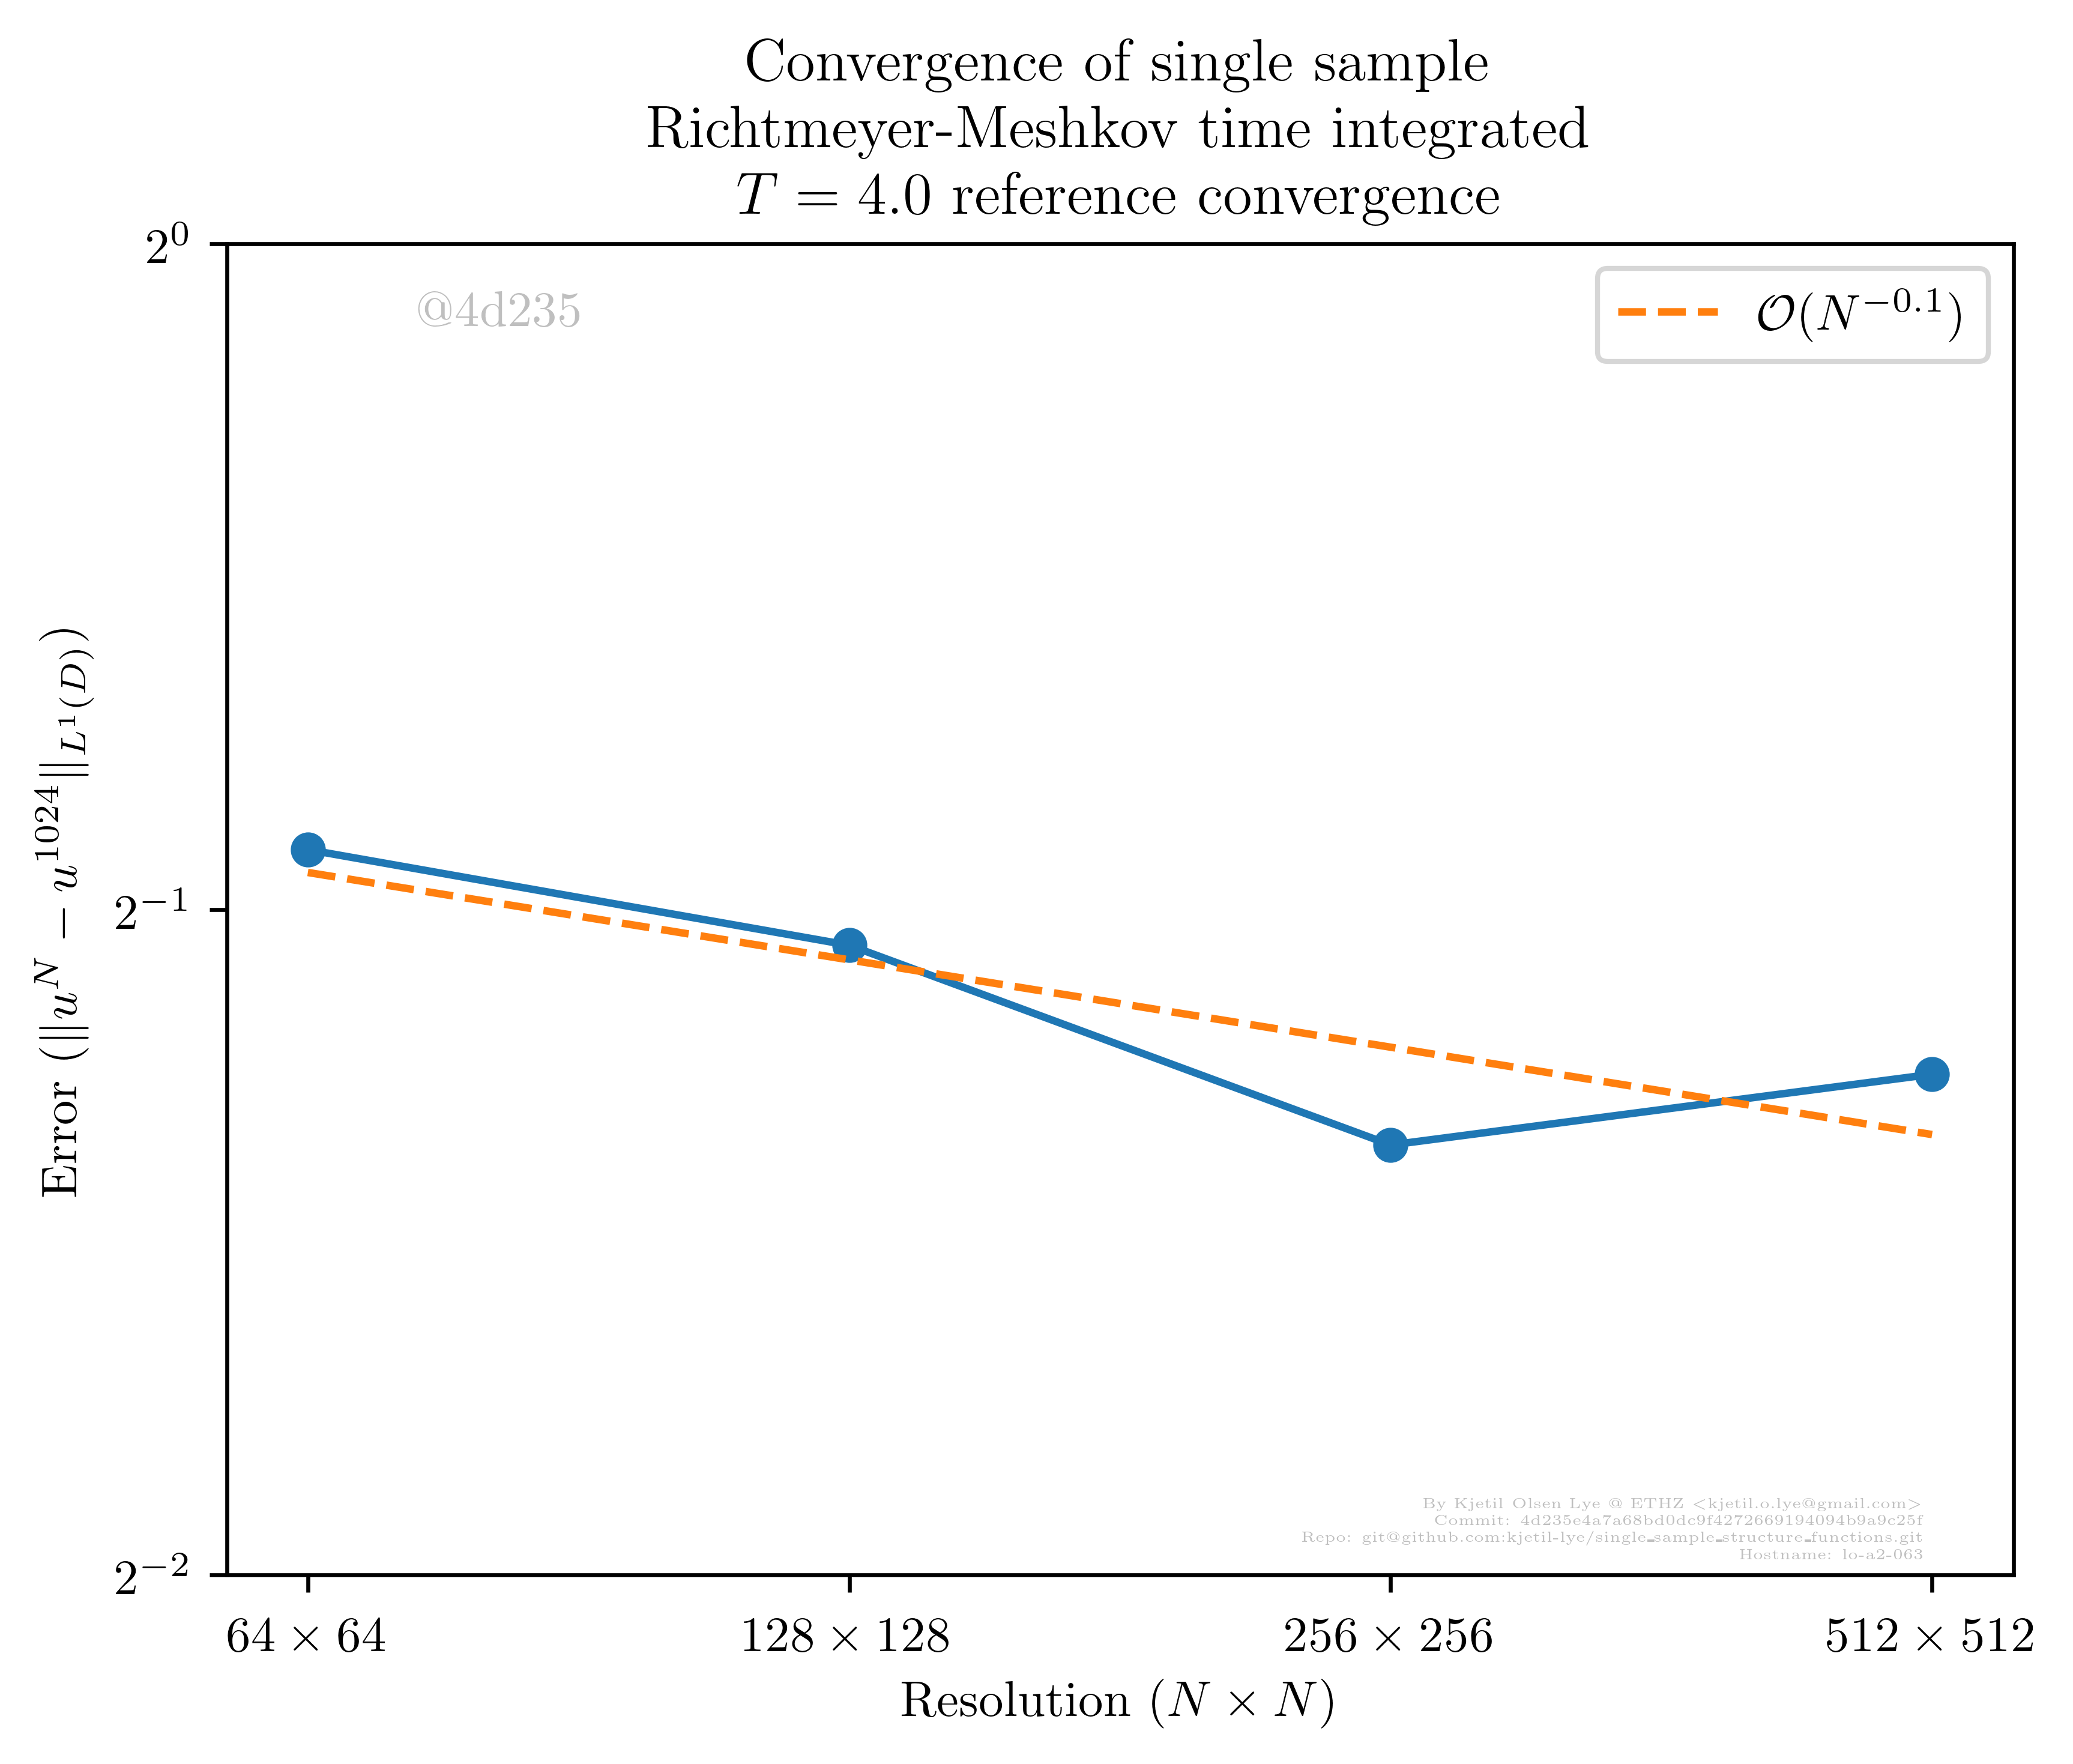 Convergence of single sample
Richtmeyer-Meshkov time integrated
T = 4.0 reference convergence
2^0
@4d235
O(N^{-0.1})
2^{-1}
Error (||u^N − u^{1024}||_{L^1(D)})
By Kjetil Olsen Lye @ ETHZ <kjetil.o.lye@gmail.com>
Commit: 4d235e4a7a68bd0dc9f4272669194094b9a9c25f
Repo: git@github.com:kjetil-lye/single_sample_structure_functions.git
Hostname: lo-a2-063
2^{-2}
64 × 64 128 × 128 256 × 256 512 × 512
Resolution (N × N)